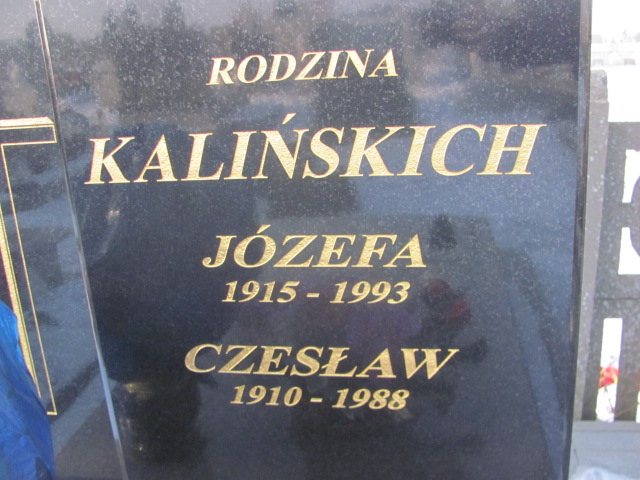 RODZINA
KALIŃSKICH
JÓZEFA
1915 - 1993
CZESŁAW
1910 - 1988